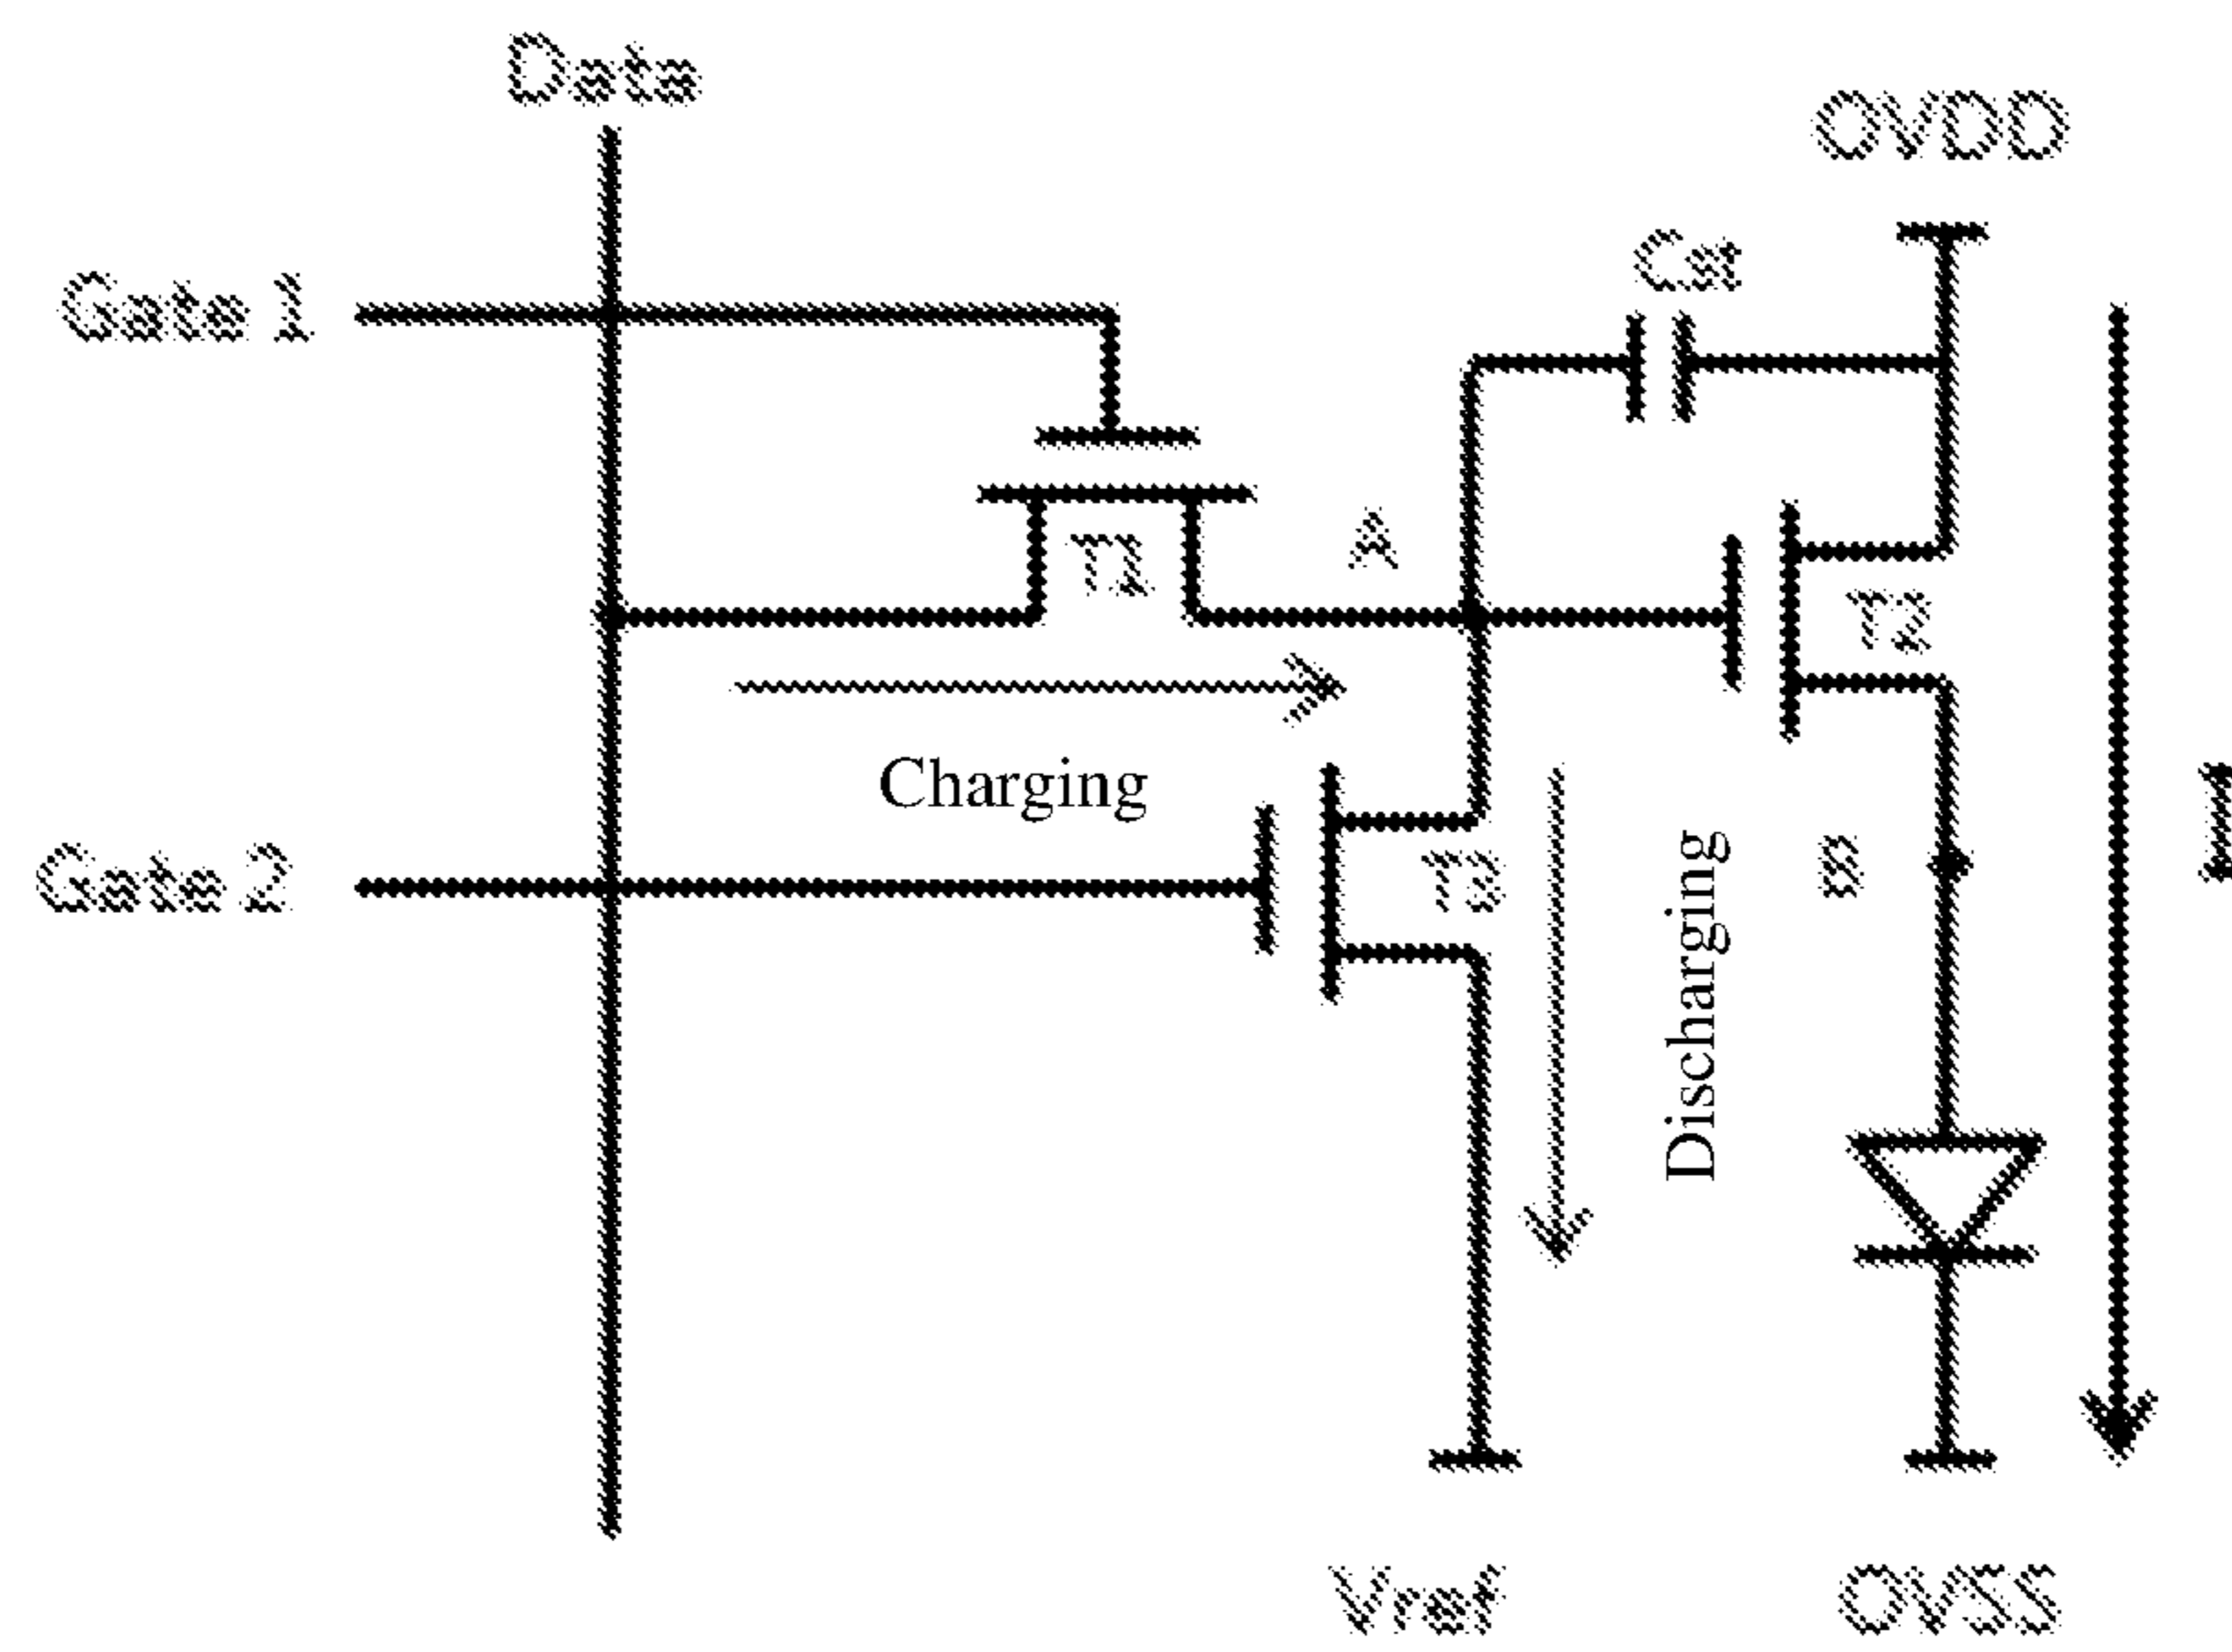 Data
OVDD
Cst
Gate 1
A
T1
T2
Charging
Gate 2
T3
Discharging
S
I
Vref
OVSS